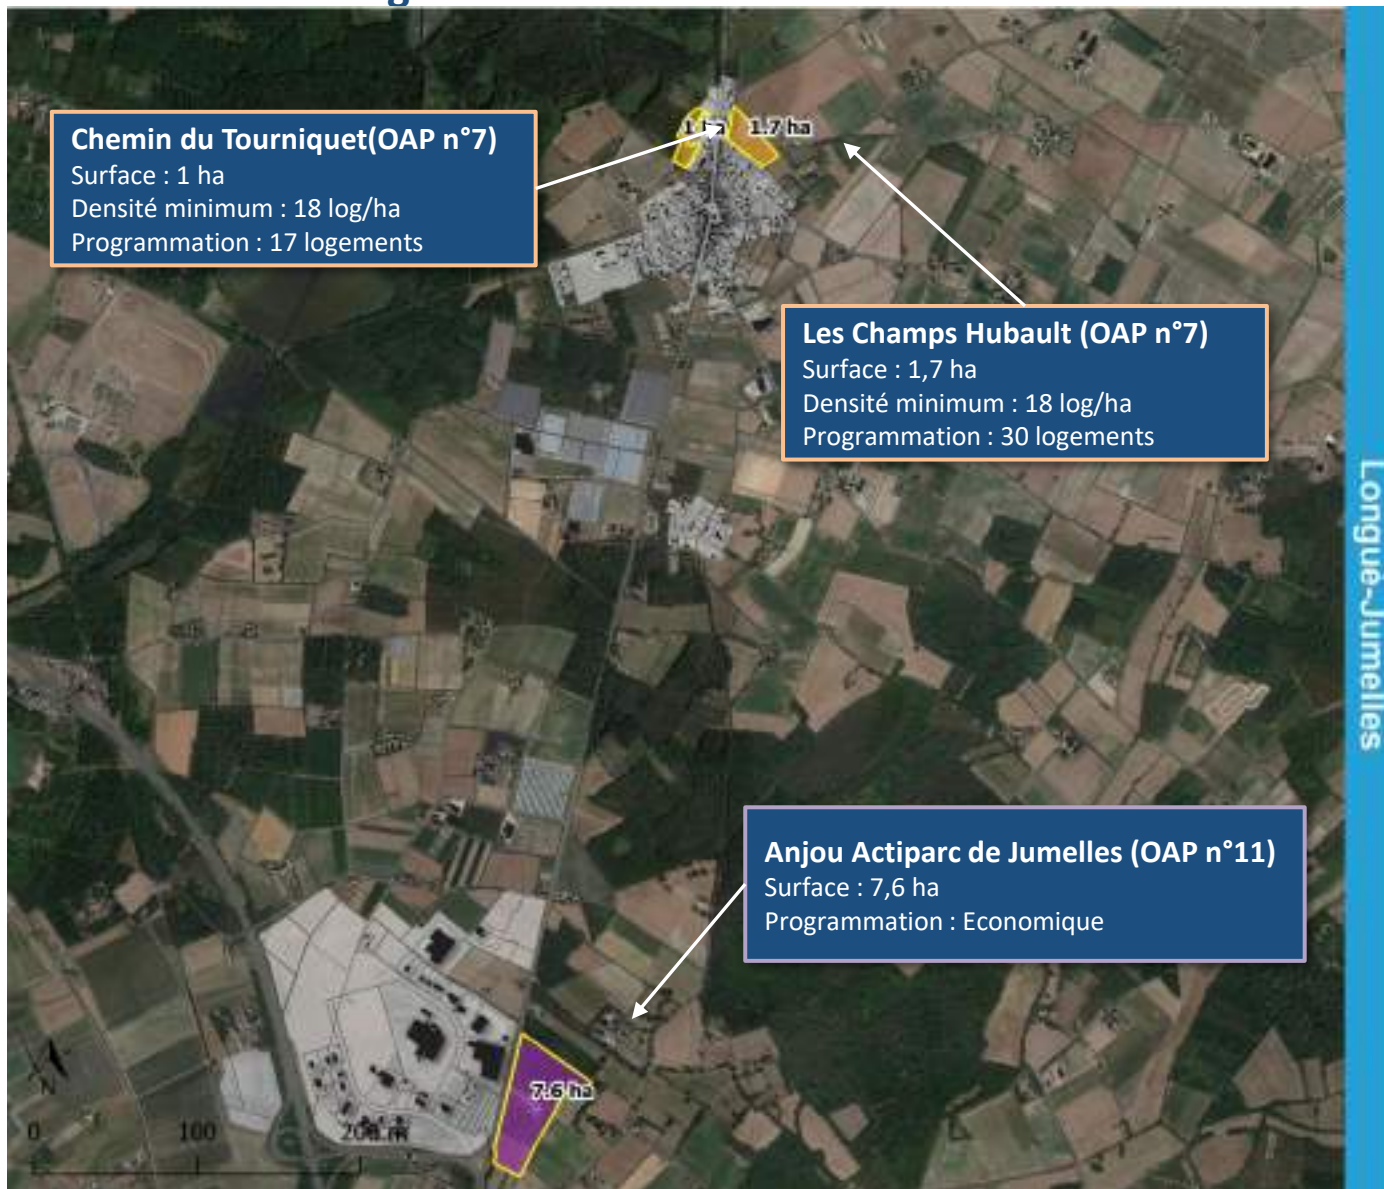 Chemin du Tourniquet(OAP n°7)
Surface : 1 ha
Densité minimum : 18 log/ha
Programmation : 17 logements
1 ha
1.7 ha
Les Champs Hubault (OAP n°7)
Surface : 1,7 ha
Densité minimum : 18 log/ha
Programmation : 30 logements
Longué-Jumelles
Anjou Actiparc de Jumelles (OAP n°11)
Surface : 7,6 ha
Programmation : Economique
7.6 ha
N
0 100 200 m